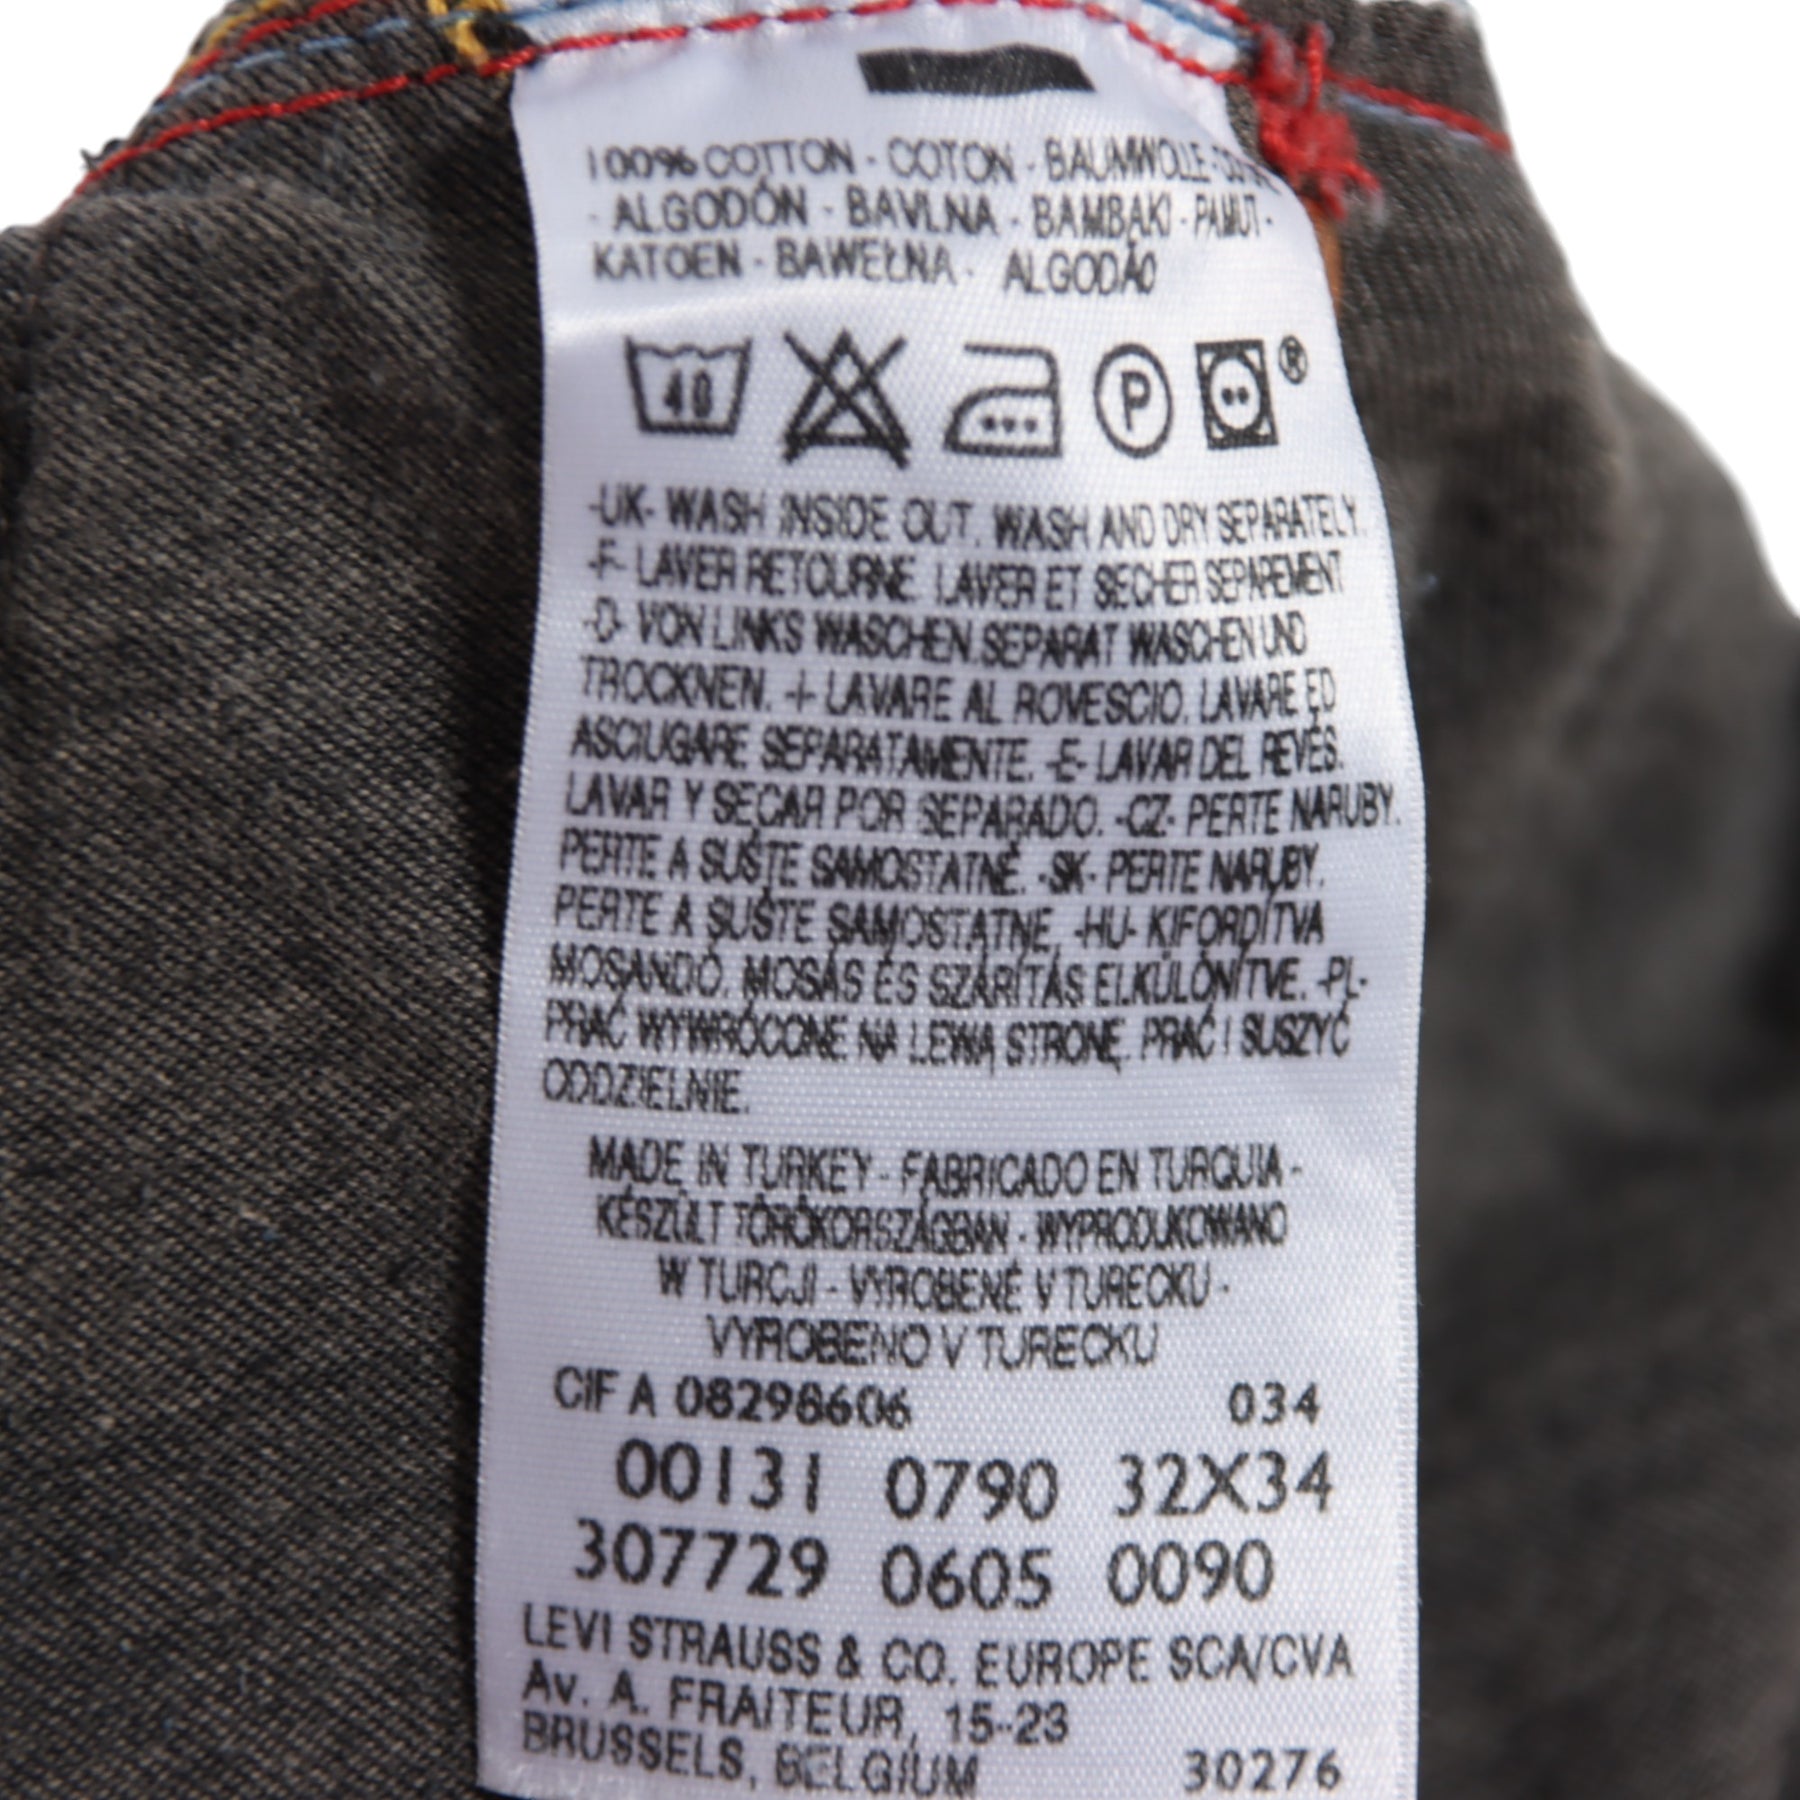 100% COTTON - COTON - BAUMWOLLE -
- ALGODÓN - BAVLNA - BAMBAKI - PAMUT -
KATOEN - BAWEŁNA - ALGODÃO
40
P
®
-UK- WASH INSIDE OUT. WASH AND DRY SEPARATELY.
-F- LAVER RETOURNE. LAVER ET SECHER SEPAREMENT
-D- VON LINKS WASCHEN.SEPARAT WASCHEN UND
TROCKNEN. + LAVARE AL ROVESCIO. LAVARE ED
ASCIUGARE SEPARATAMENTE. -E- LAVAR DEL REVÉS.
LAVAR Y SECAR POR SEPARADO. -CZ- PERTE NARUBY.
PERTE A SUŠTE SAMOSTATNĚ. -SK- PERTE NARUBY.
PERTE A SUŠTE SAMOSTATNE. -HU- KIFORDÍTVA
MOSANDÓ. MOSÁS ÉS SZÁRÍTÁS ELKÜLÖNÍTVE. -PL-
PRAĆ WYWRÓCONE NA LEWĄ STRONĘ. PRAĆ I SUSZYĆ
ODDZIELNIE.
MADE IN TURKEY - FABRICADO EN TURQUIA -
KÉSZÜLT TÖRÖKORSZÁGBAN - WYPRODUKOWANO
W TURCJI - VYROBENÉ V TURECKU -
VYROBENO V TURECKU
CIF A 08298606 034
00131 0790 32X34
307729 0605 0090
LEVI STRAUSS & CO. EUROPE SCA/CVA
Av. A. FRAITEUR, 15-23
BRUSSELS, BELGIUM 30276